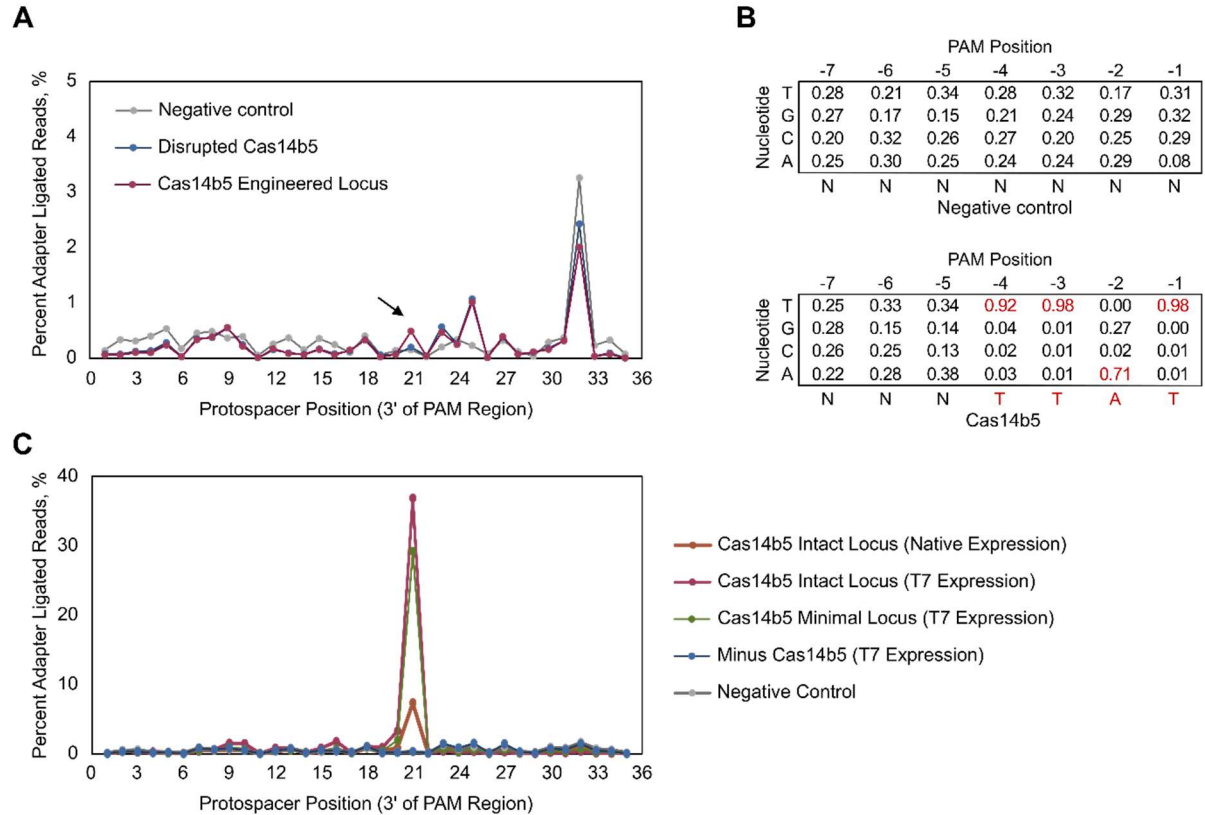 A
Percent Adapter Ligated Reads, %
5
4
3
2
1
0
Negative control
Disrupted Cas14b5
Cas14b5 Engineered Locus
0 3 6 9 12 15 18 21 24 27 30 33 36
Protospacer Position (3' of PAM Region)
B
PAM Position
-7 -6 -5 -4 -3 -2 -1
Nucleotide
T 0.28 0.21 0.34 0.28 0.32 0.17 0.31
G 0.27 0.17 0.15 0.21 0.24 0.29 0.32
C 0.20 0.32 0.26 0.27 0.20 0.25 0.29
A 0.25 0.30 0.25 0.24 0.24 0.29 0.08
N N N N N N N
Negative control
PAM Position
-7 -6 -5 -4 -3 -2 -1
Nucleotide
T 0.25 0.33 0.34 0.92 0.98 0.00 0.98
G 0.28 0.15 0.14 0.04 0.01 0.27 0.00
C 0.26 0.25 0.13 0.02 0.01 0.02 0.01
A 0.22 0.28 0.38 0.03 0.01 0.71 0.01
N N N T T A T
Cas14b5
C
Percent Adapter Ligated Reads, %
40
30
20
10
0
0 3 6 9 12 15 18 21 24 27 30 33 36
Protospacer Position (3' of PAM Region)
Cas14b5 Intact Locus (Native Expression)
Cas14b5 Intact Locus (T7 Expression)
Cas14b5 Minimal Locus (T7 Expression)
Minus Cas14b5 (T7 Expression)
Negative Control